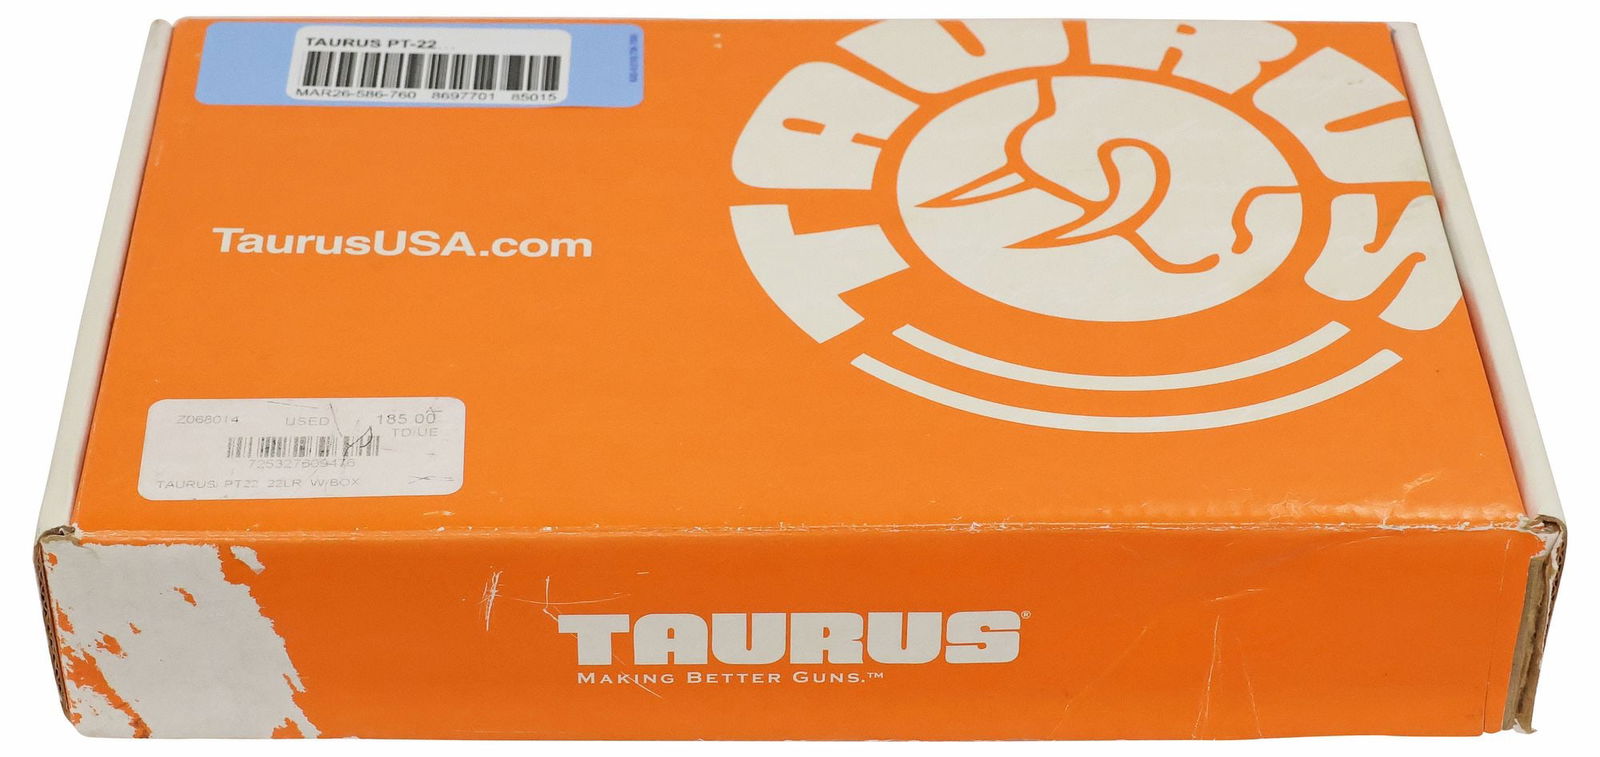 TAURUS PT-22...
MAR26-586-760 8697701 85015
TAURUS
TaurusUSA.com
Z068014 USED 185.00
TD/UE
TAURUS PT22 22LR W/BOX
TAURUS®
MAKING BETTER GUNS.™